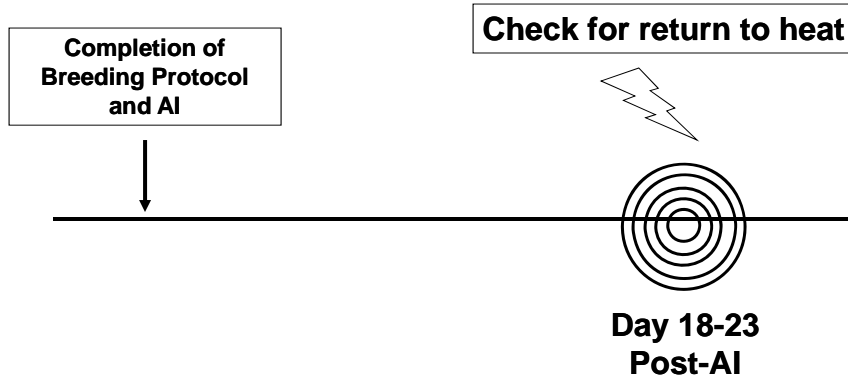 Completion of
Breeding Protocol
and AI
Check for return to heat
Day 18-23
Post-AI